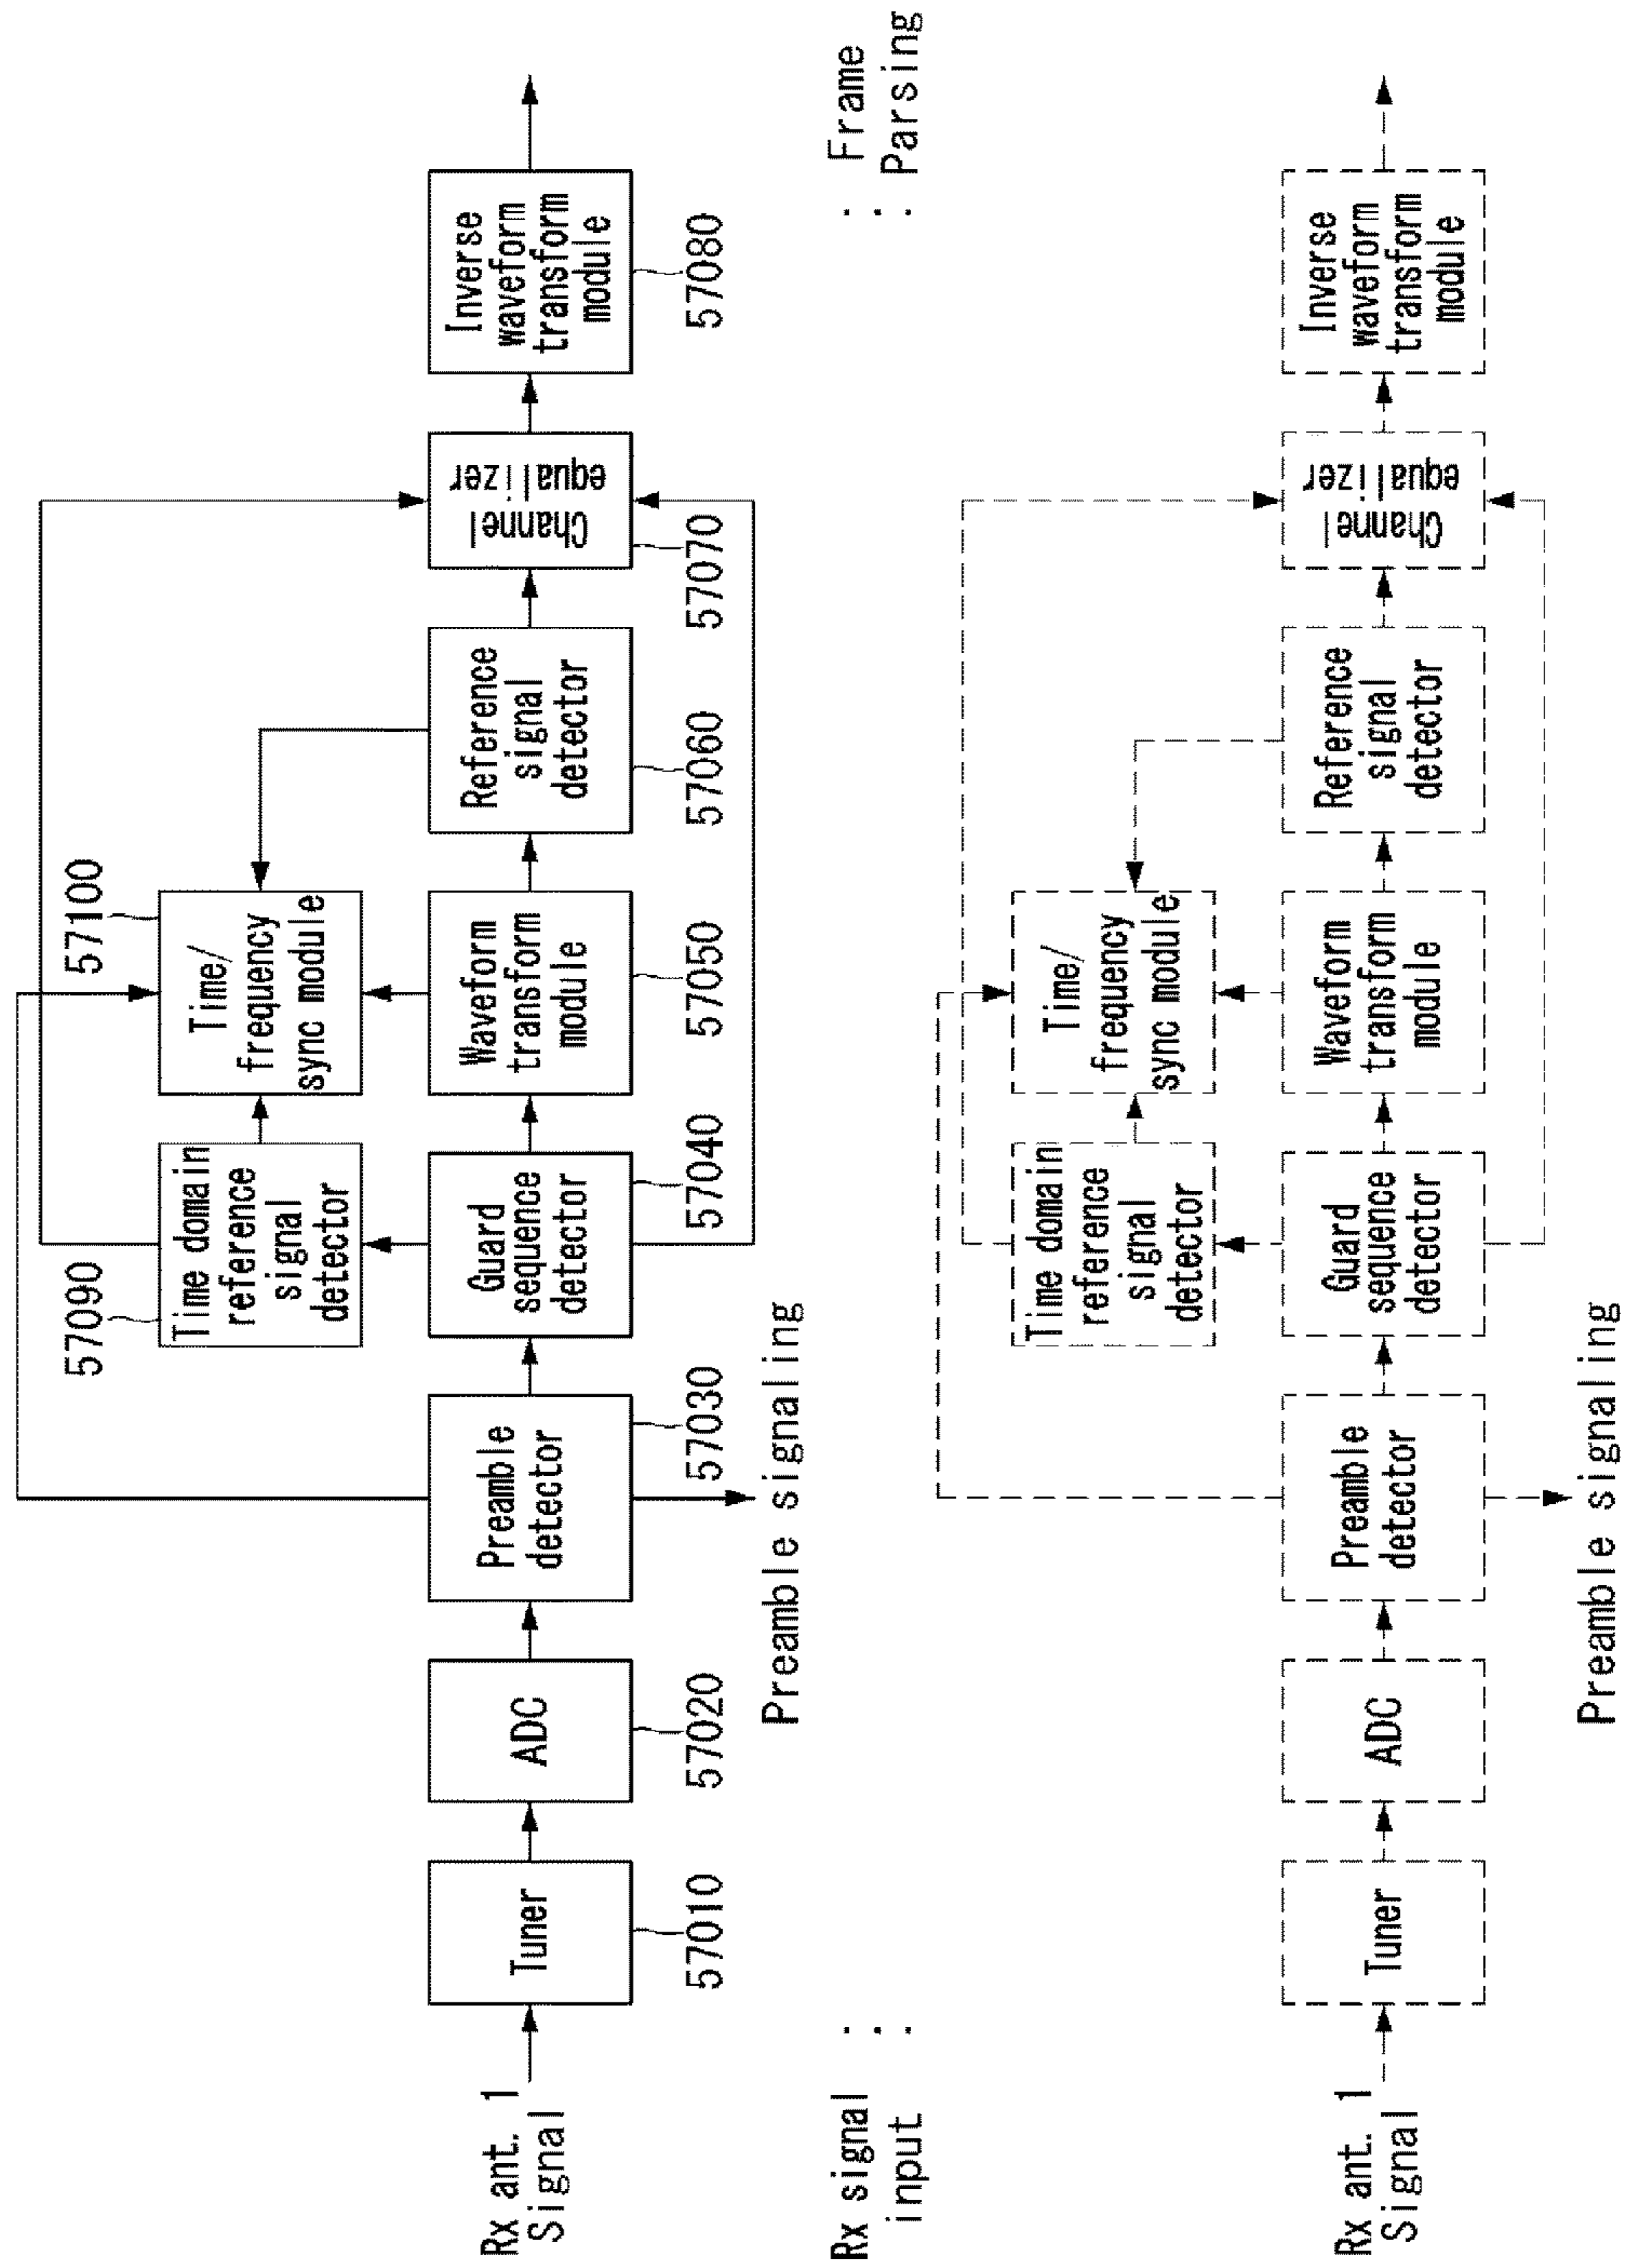 57090
57100
Time domain
reference
signal
detector
Time/
frequency
sync module
Rx ant. 1
Signal
Tuner
ADC
Preamble
detector
Guard
sequence
detector
Waveform
transform
module
Reference
signal
detector
Channel
equalizer
Inverse
waveform
transform
module
57010
57020
57030
57040
57050
57060
57070
57080
Preamble signaling
Rx signal
input
Frame
Parsing
Time domain
reference
signal
detector
Time/
frequency
sync module
Rx ant. 1
Signal
Tuner
ADC
Preamble
detector
Guard
sequence
detector
Waveform
transform
module
Reference
signal
detector
Channel
equalizer
Inverse
waveform
transform
module
Preamble signaling